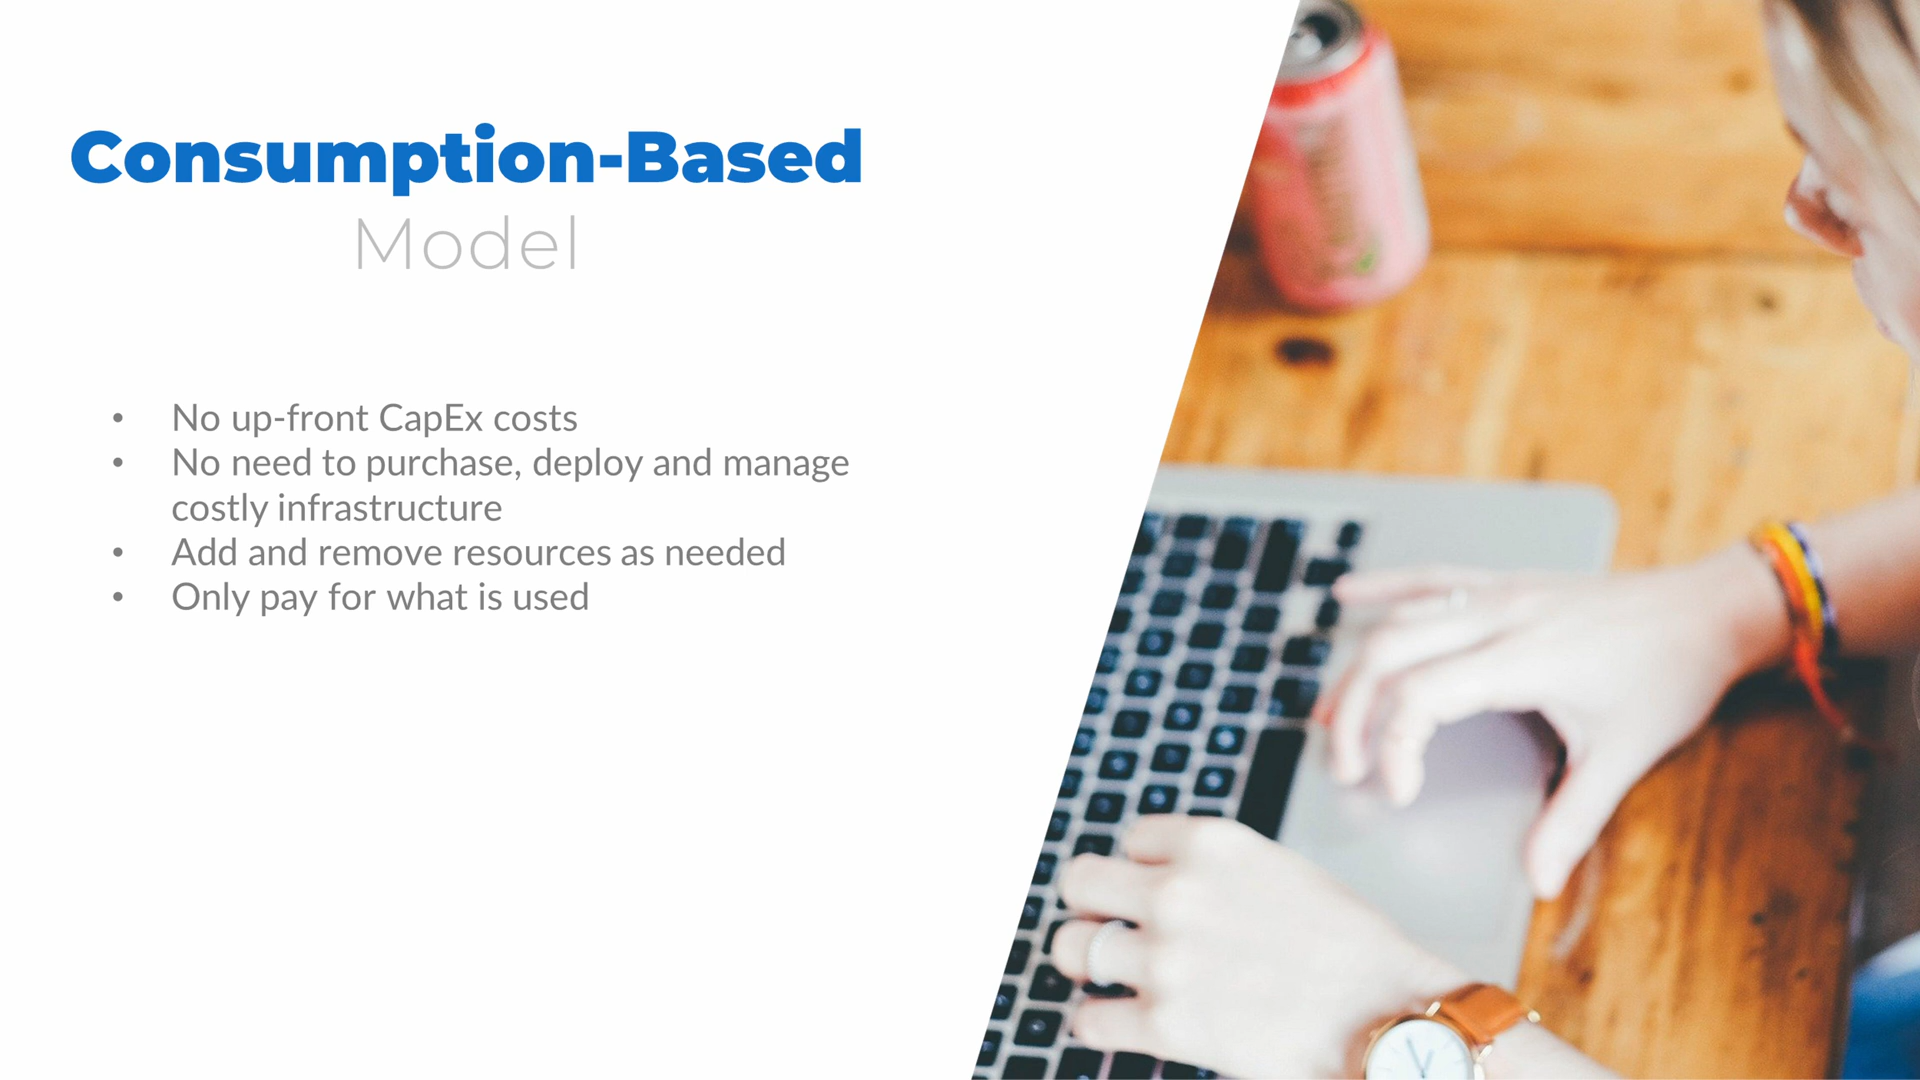 Consumption-Based
Model
• No up-front CapEx costs
• No need to purchase, deploy and manage
costly infrastructure
• Add and remove resources as needed
• Only pay for what is used